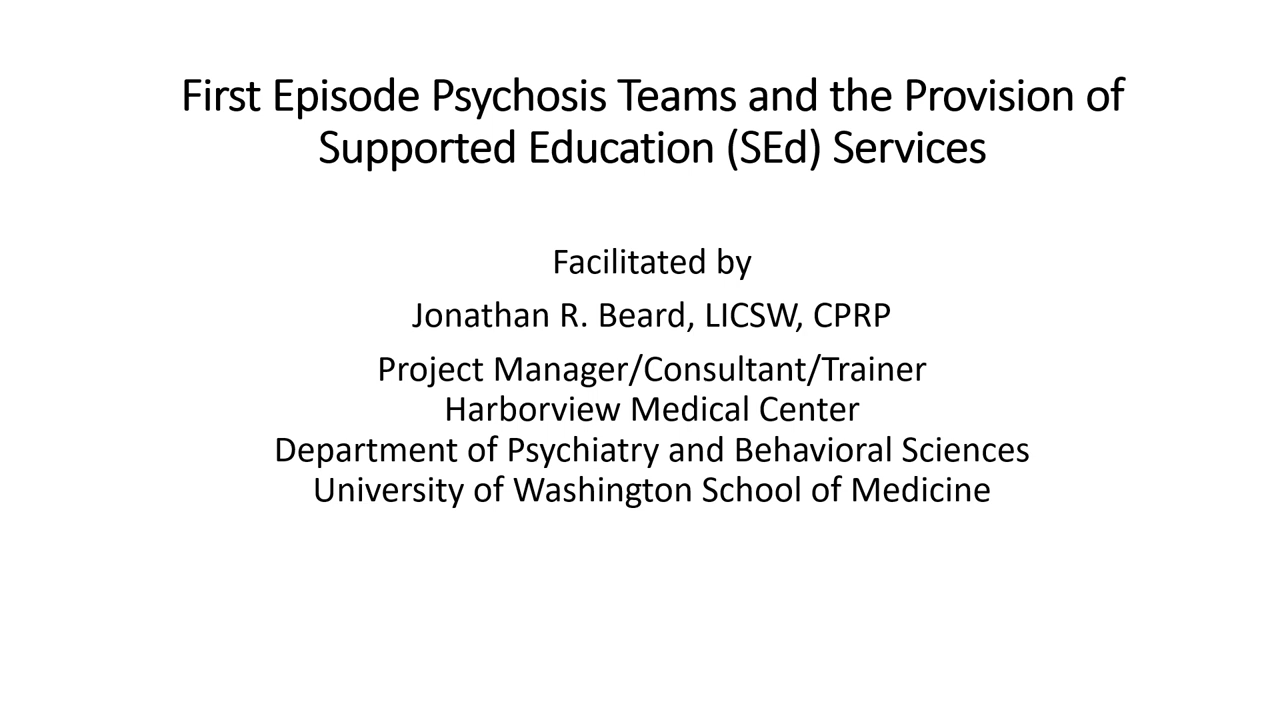 First Episode Psychosis Teams and the Provision of
Supported Education (SEd) Services
Facilitated by
Jonathan R. Beard, LICSW, CPRP
Project Manager/Consultant/Trainer
Harborview Medical Center
Department of Psychiatry and Behavioral Sciences
University of Washington School of Medicine